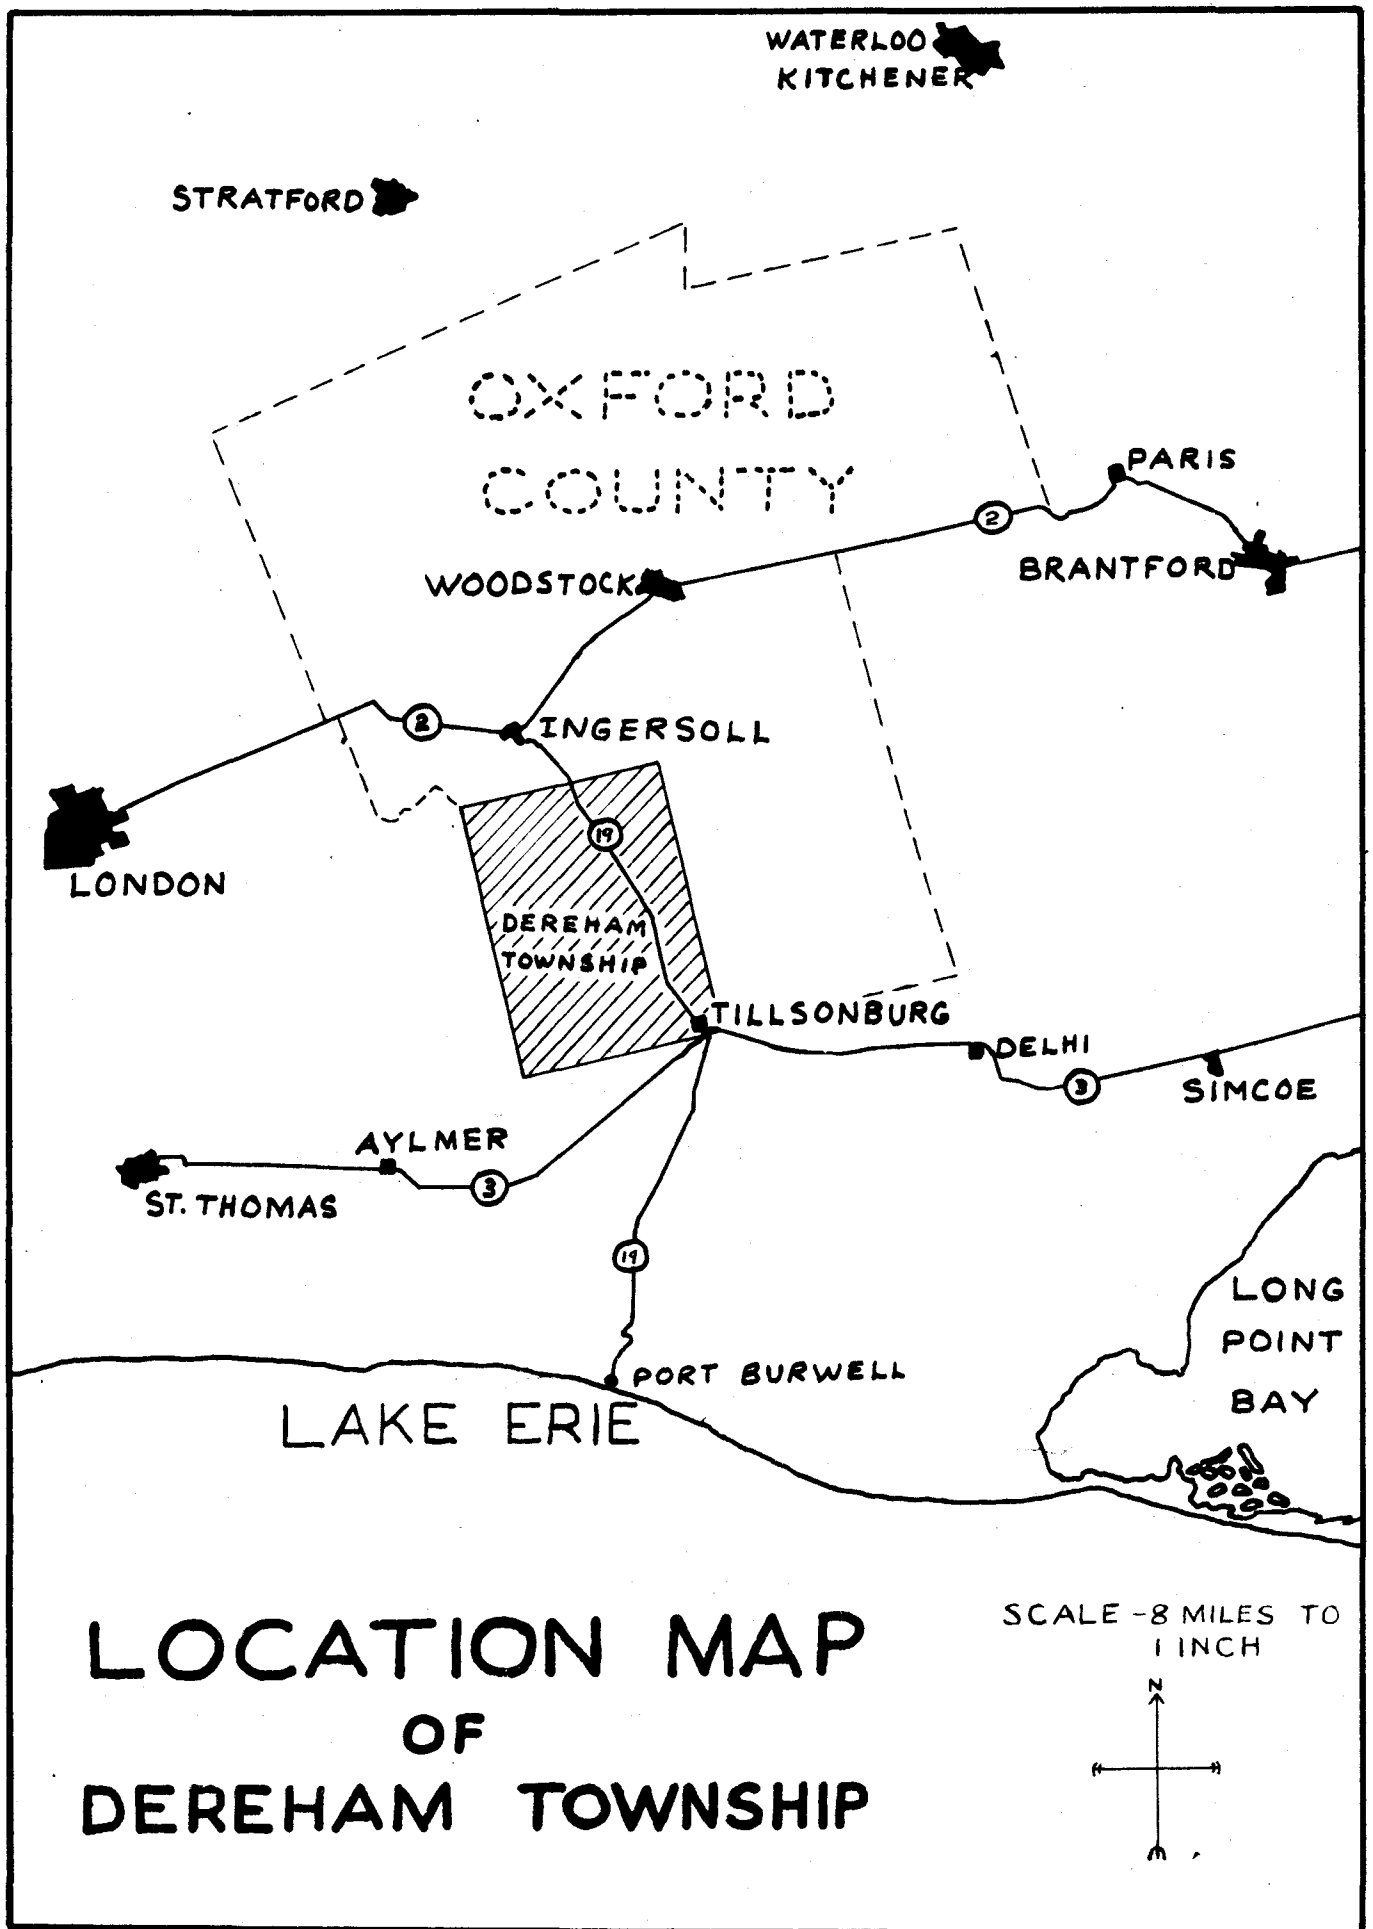 WATERLOO
KITCHENER
STRATFORD
OXFORD
COUNTY
PARIS
2
BRANTFORD
WOODSTOCK
2
INGERSOLL
19
LONDON
DEREHAM
TOWNSHIP
TILLSONBURG
DELHI
3
SIMCOE
AYLMER
3
ST. THOMAS
19
LONG
POINT
BAY
PORT BURWELL
LAKE ERIE
SCALE - 8 MILES TO
1 INCH
N
LOCATION MAP
OF
DEREHAM TOWNSHIP